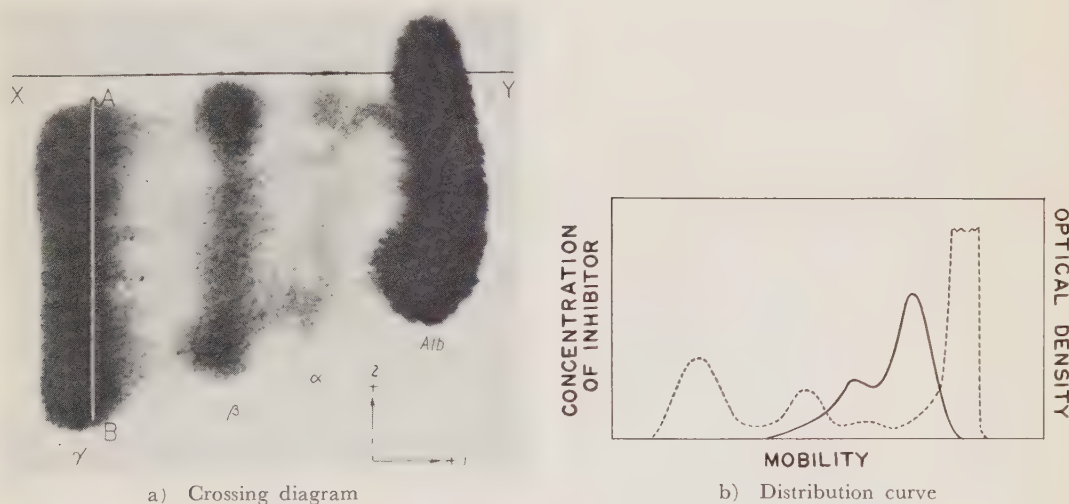 X
Y
A
B
γ
β
α
Alb
2
+
+ 1
a) Crossing diagram
CONCENTRATION
OF INHIBITOR
OPTICAL DENSITY
MOBILITY
b) Distribution curve